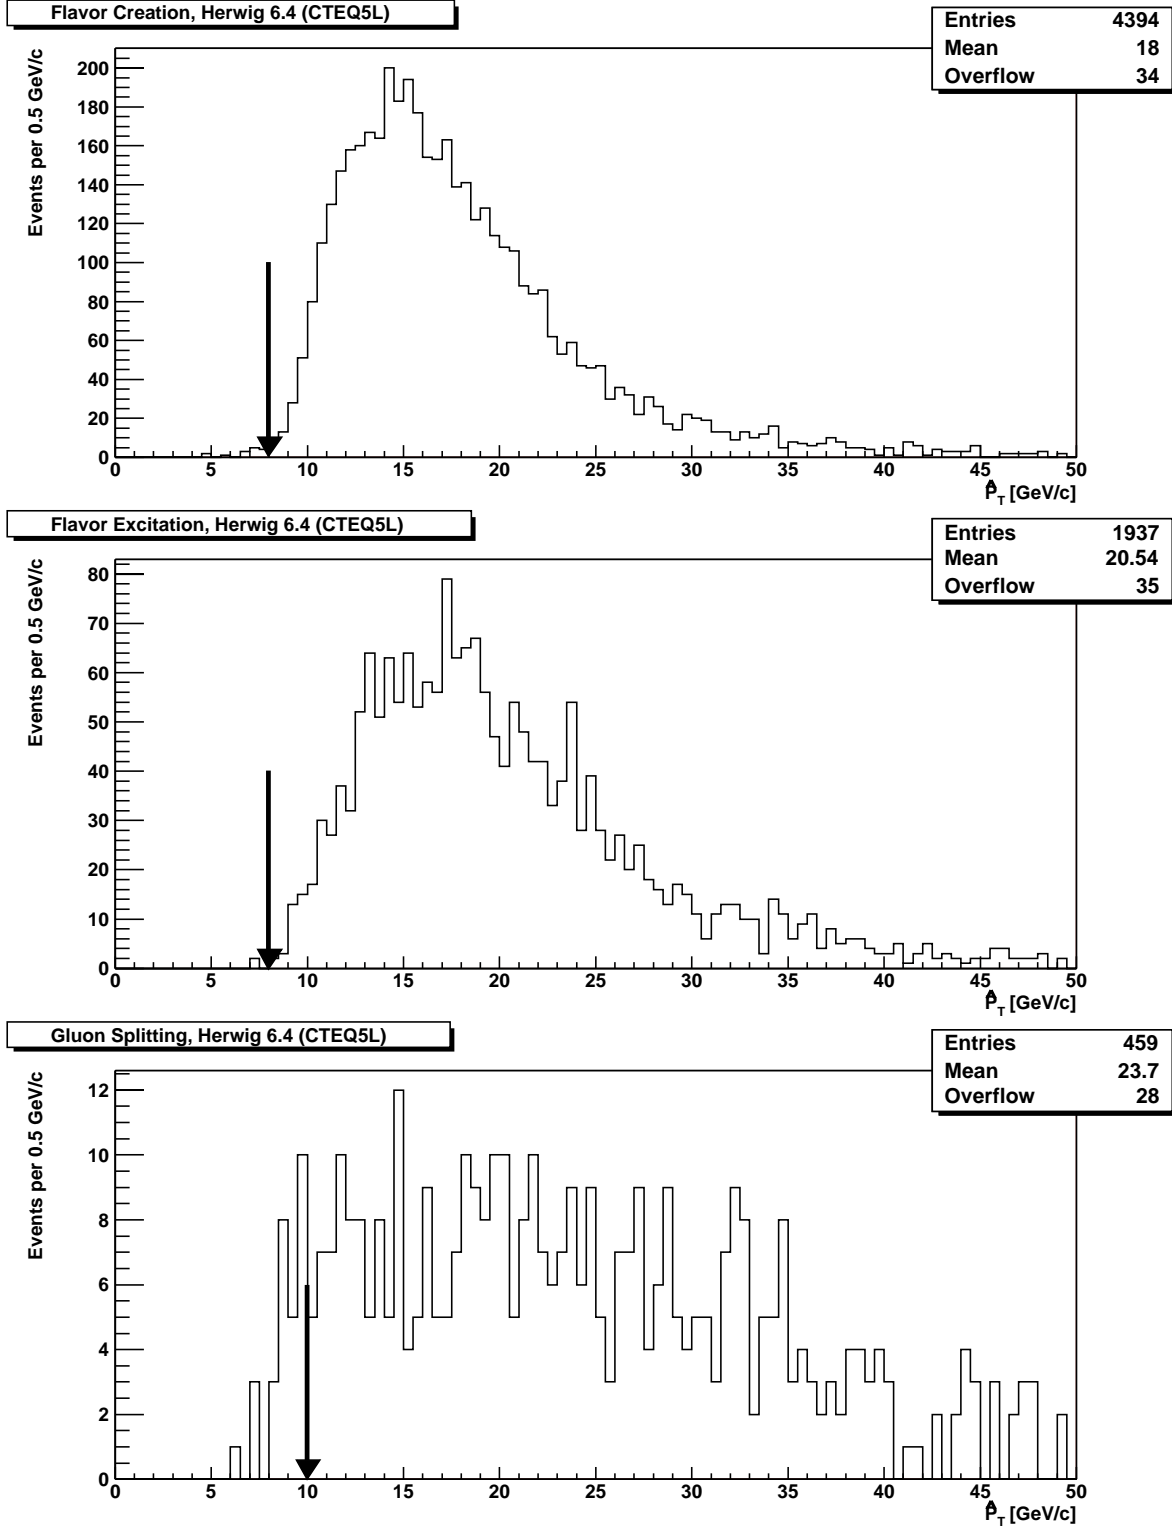 Flavor Creation, Herwig 6.4 (CTEQ5L)
Entries 4394
Mean 18
Overflow 34
Events per 0.5 GeV/c
200
180
160
140
120
100
80
60
40
20
0
0 5 10 15 20 25 30 35 40 45 50
P̂_T [GeV/c]
Flavor Excitation, Herwig 6.4 (CTEQ5L)
Entries 1937
Mean 20.54
Overflow 35
Events per 0.5 GeV/c
80
70
60
50
40
30
20
10
0
0 5 10 15 20 25 30 35 40 45 50
P̂_T [GeV/c]
Gluon Splitting, Herwig 6.4 (CTEQ5L)
Entries 459
Mean 23.7
Overflow 28
Events per 0.5 GeV/c
12
10
8
6
4
2
0
0 5 10 15 20 25 30 35 40 45 50
P̂_T [GeV/c]